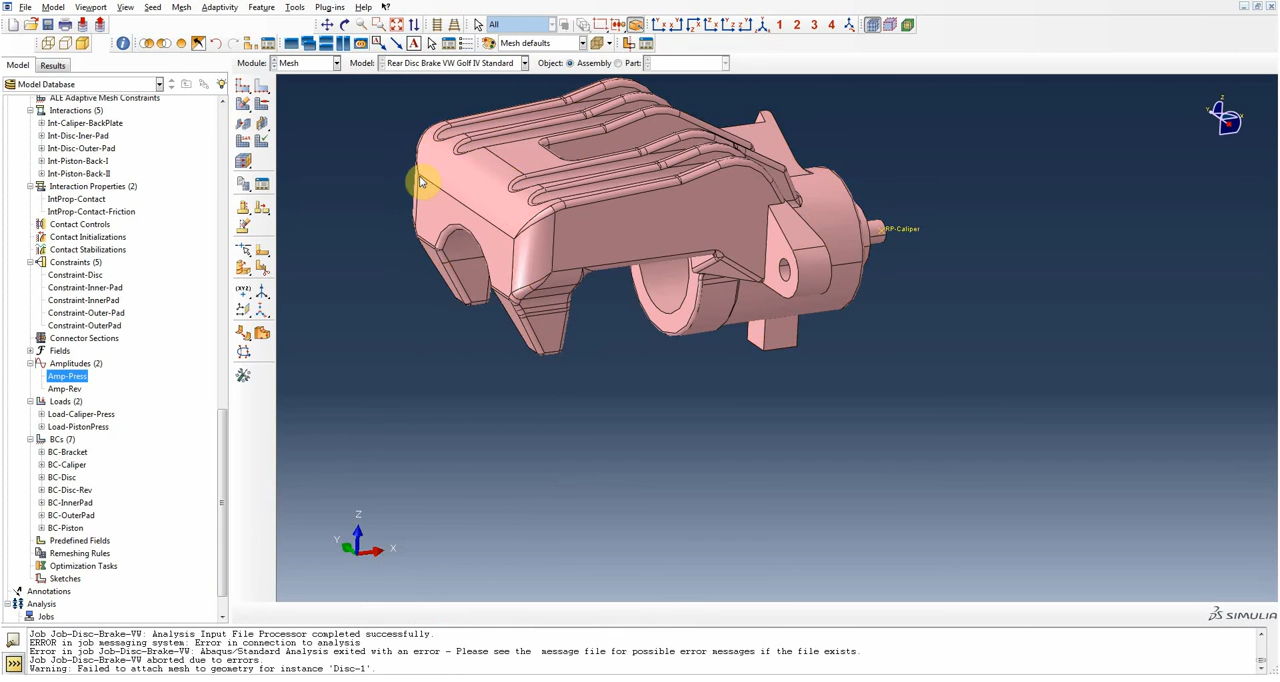 File Model Viewport View Seed Mesh Adaptivity Feature Tools Plug-ins Help
All 1 2 3 4
A Mesh defaults
Model Results Module: Mesh Model: Rear Disc Brake VW Golf IV Standard Object: Assembly Part:
Model Database
ALE Adaptive Mesh Constraints
Interactions (5)
Int-Caliper-BackPlate
Int-Disc-Iner-Pad
Int-Disc-Outer-Pad
Int-Piston-Back-I
Int-Piston-Back-II
Interaction Properties (2)
IntProp-Contact
IntProp-Contact-Friction
Contact Controls
Contact Initializations
Contact Stabilizations
Constraints (5)
Constraint-Disc
Constraint-Inner-Pad
Constraint-InnerPad
Constraint-Outer-Pad
Constraint-OuterPad
Connector Sections
Fields
Amplitudes (2)
Amp-Press
Amp-Rev
Loads (2)
Load-Caliper-Press
Load-PistonPress
BCs (7)
BC-Bracket
BC-Caliper
BC-Disc
BC-Disc-Rev
BC-InnerPad
BC-OuterPad
BC-Piston
Predefined Fields
Remeshing Rules
Optimization Tasks
Sketches
Annotations
Analysis
Jobs
(XYZ)
RP-Caliper
Z
Y
X
Z
Y
X
SIMULIA
Job Job-Disc-Brake-VW: Analysis Input File Processor completed successfully.
ERROR in job messaging system: Error in connection to analysis
Error in job Job-Disc-Brake-VW: Abaqus/Standard Analysis exited with an error - Please see the message file for possible error messages if the file exists.
Job Job-Disc-Brake-VW aborted due to errors.
Warning: Failed to attach mesh to geometry for instance 'Disc-1'.
>>>